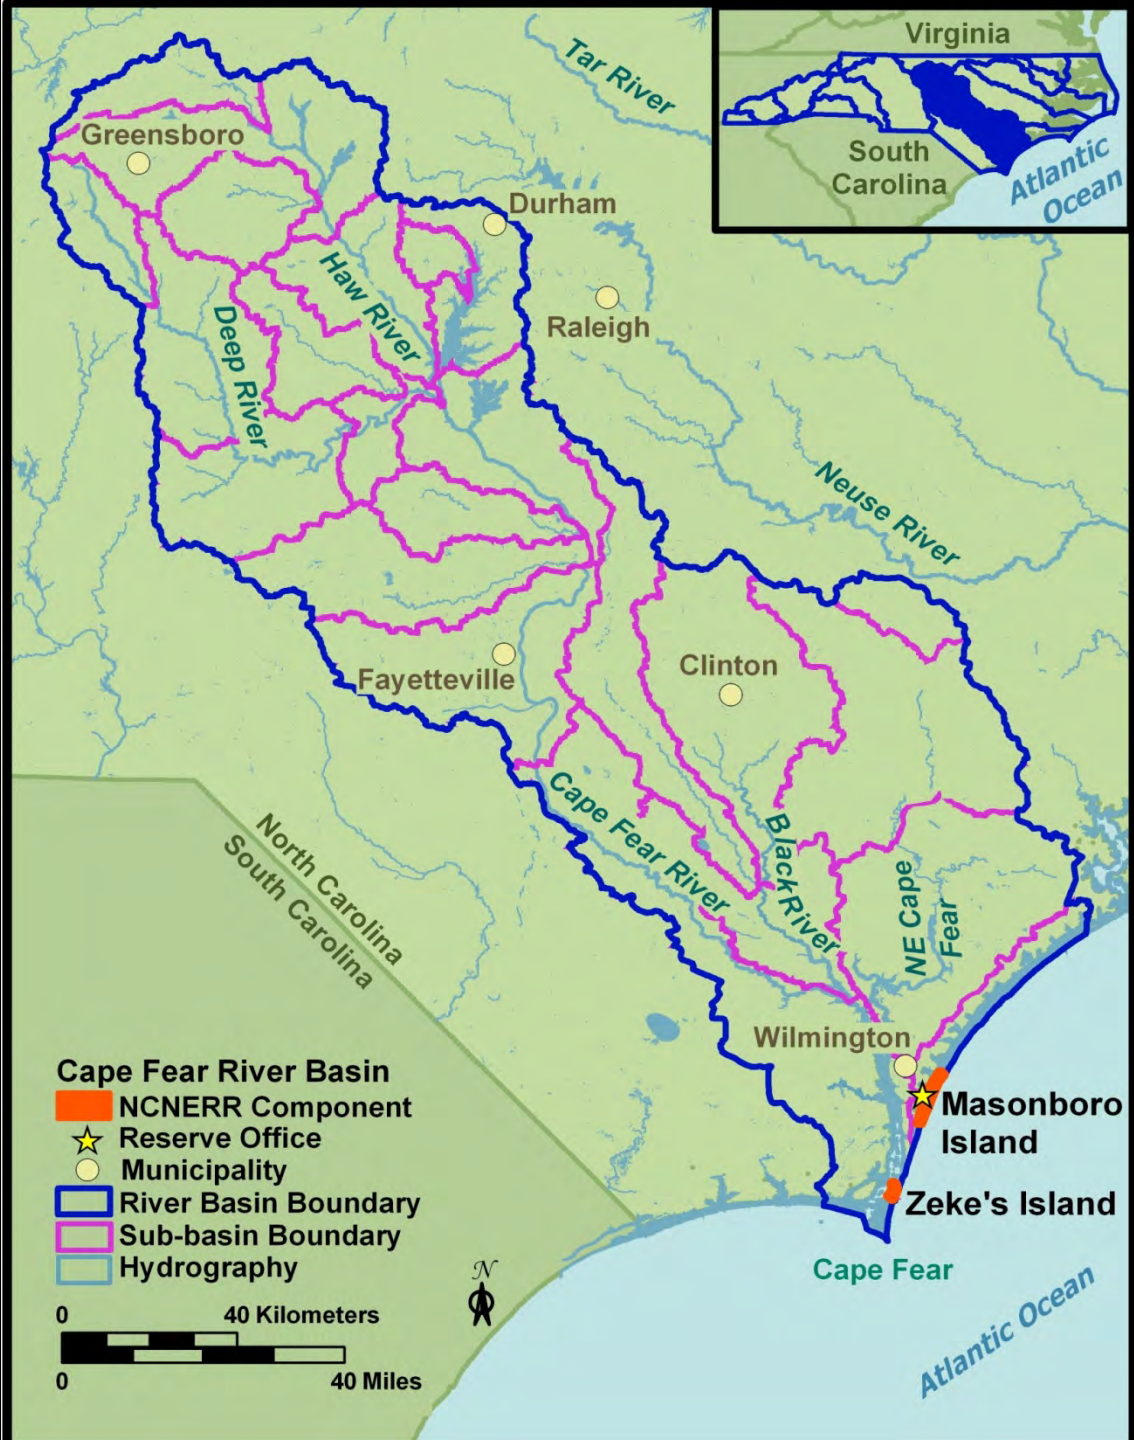 Tar River
Virginia
South
Carolina
Atlantic
Ocean
Greensboro
Durham
Haw River
Raleigh
Deep River
Neuse River
Fayetteville
Clinton
Cape Fear River
Black River
NE Cape
Fear
North Carolina
South Carolina
Wilmington
Masonboro
Island
Zeke's Island
Cape Fear
Atlantic Ocean
Cape Fear River Basin
NCNERR Component
Reserve Office
Municipality
River Basin Boundary
Sub-basin Boundary
Hydrography
N
0 40 Kilometers
0 40 Miles